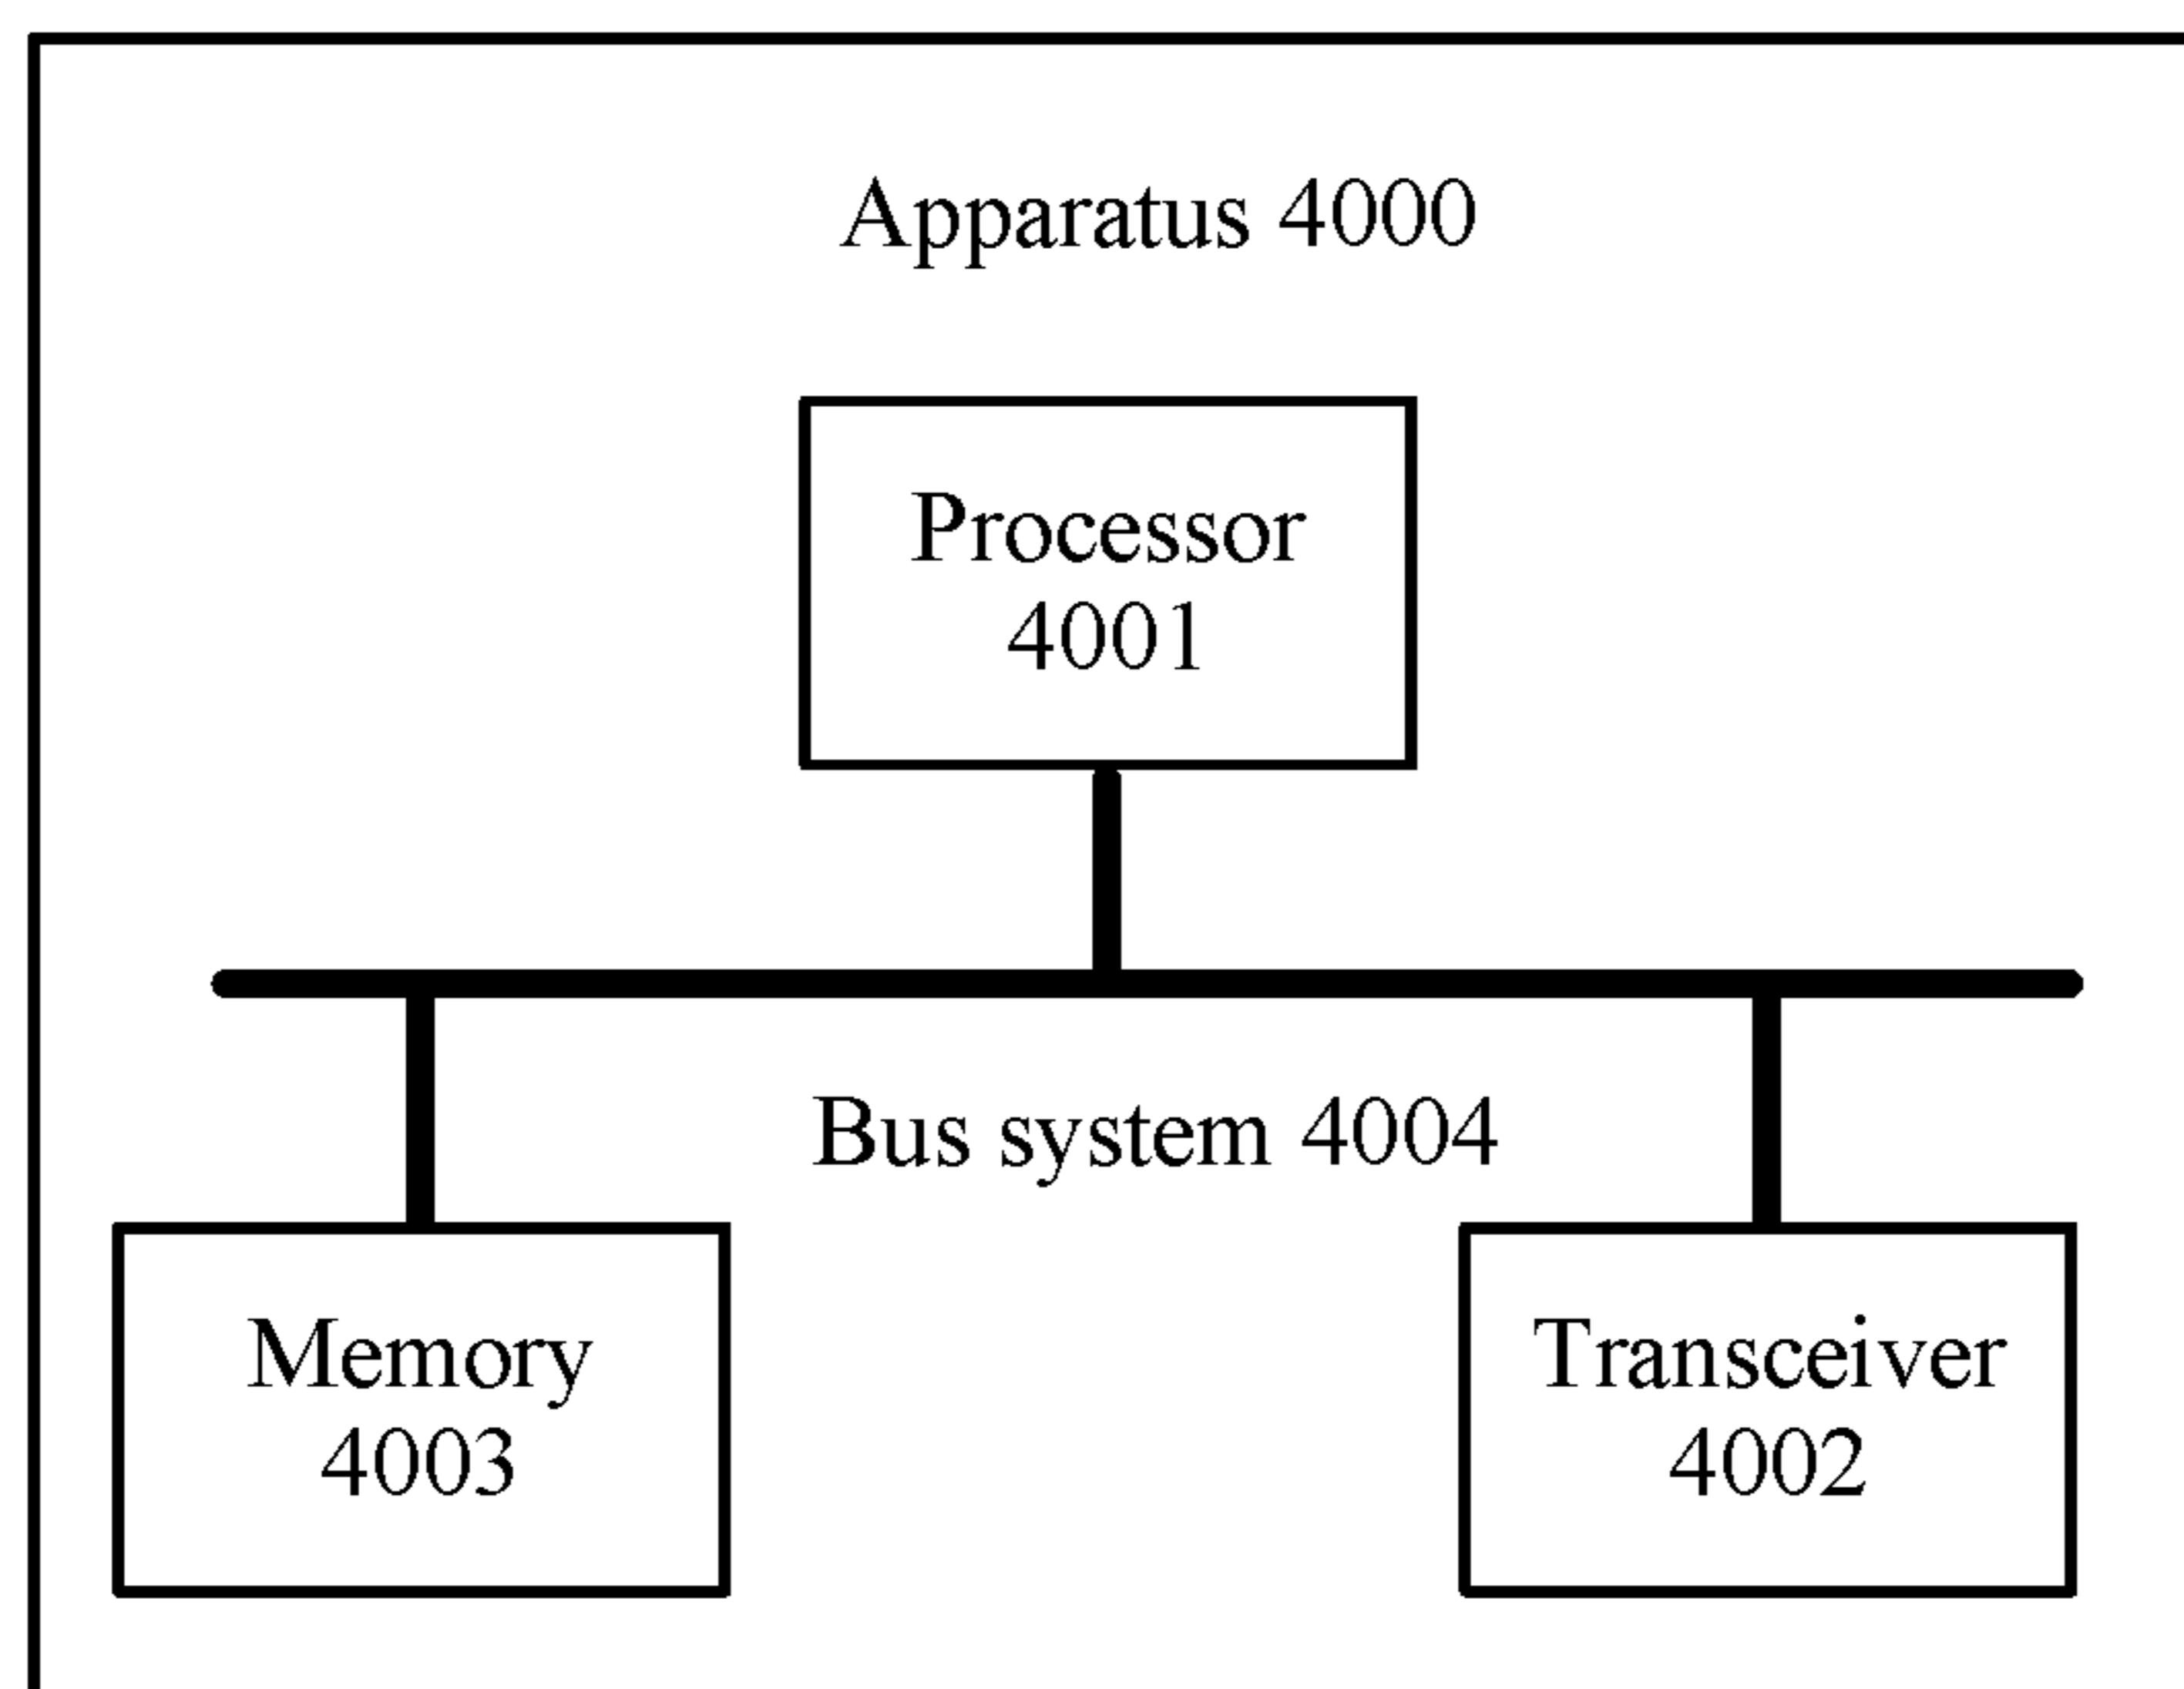 Apparatus 4000
Processor
4001
Bus system 4004
Memory
4003
Transceiver
4002